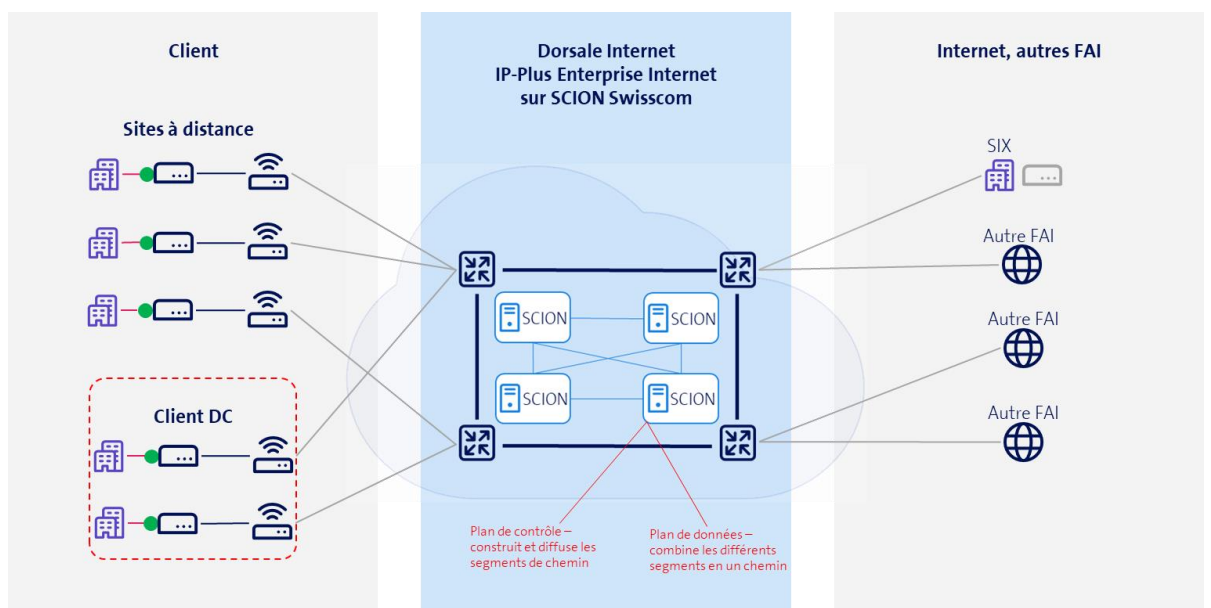 Client
Sites à distance
Client DC
Dorsale Internet
IP-Plus Enterprise Internet
sur SCION Swisscom
SCION
SCION
SCION
SCION
Plan de contrôle –
construit et diffuse les
segments de chemin
Plan de données –
combine les différents
segments en un chemin
Internet, autres FAI
SIX
Autre FAI
Autre FAI
Autre FAI